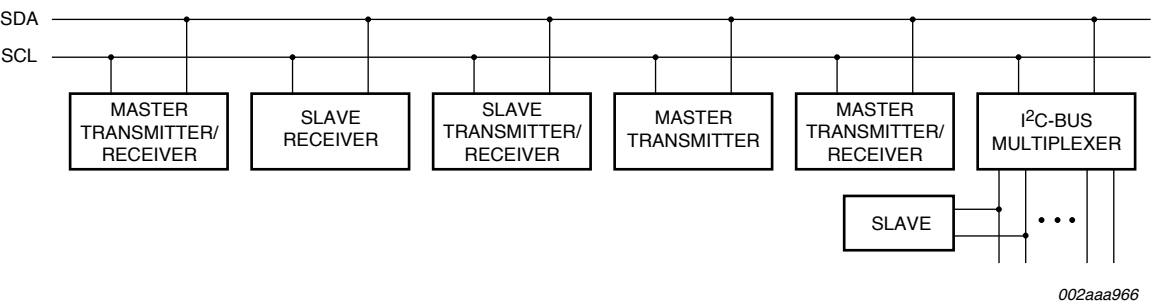 SDA
SCL
MASTER
TRANSMITTER/
RECEIVER
SLAVE
RECEIVER
SLAVE
TRANSMITTER/
RECEIVER
MASTER
TRANSMITTER
MASTER
TRANSMITTER/
RECEIVER
I²C-BUS
MULTIPLEXER
SLAVE
002aaa966